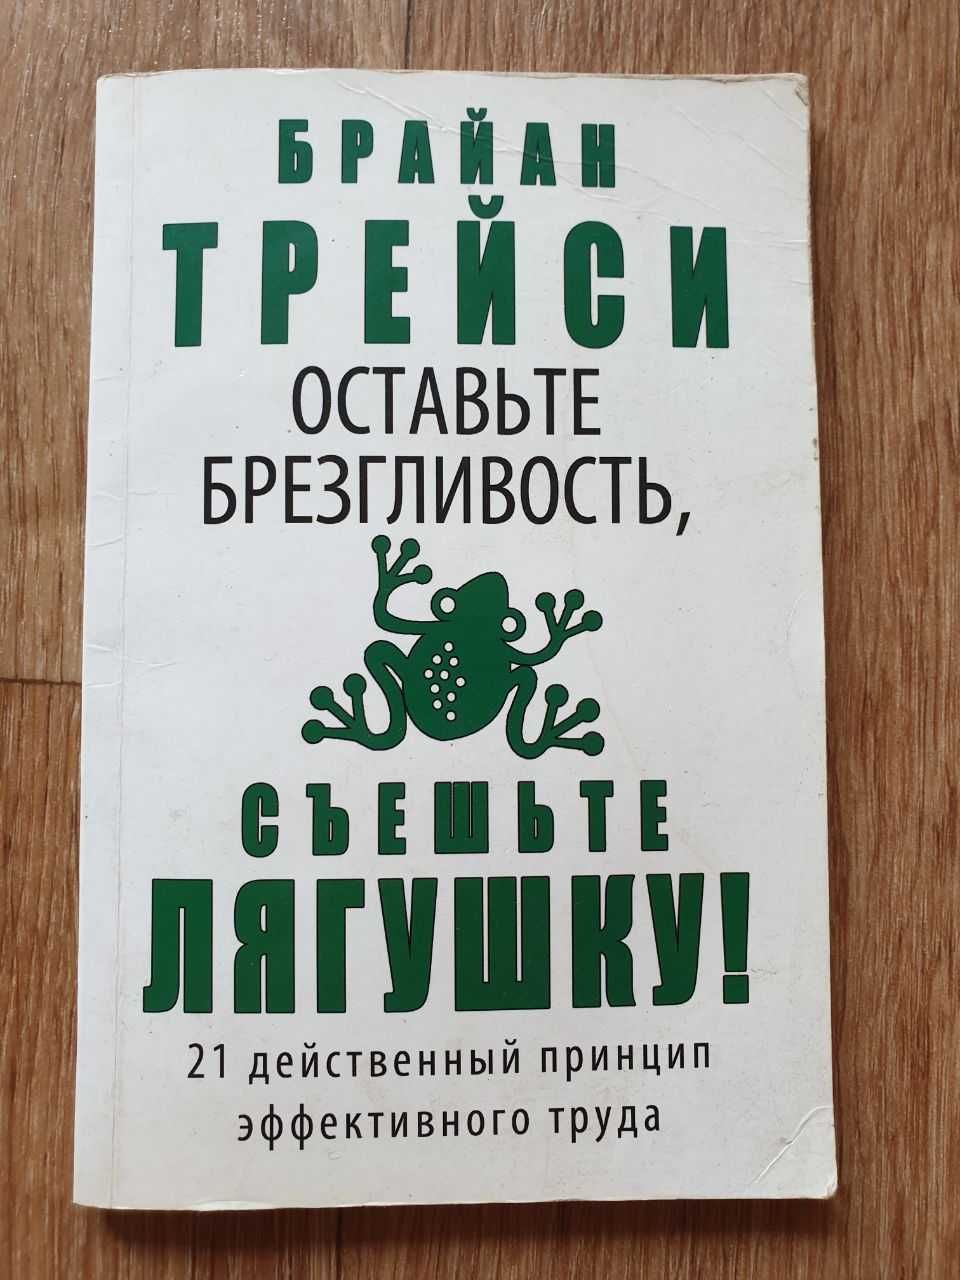 БРАЙАН
ТРЕЙСИ
ОСТАВЬТЕ
БРЕЗГЛИВОСТЬ,
СЪЕШЬТЕ
ЛЯГУШКУ!
21 действенный принцип
эффективного труда